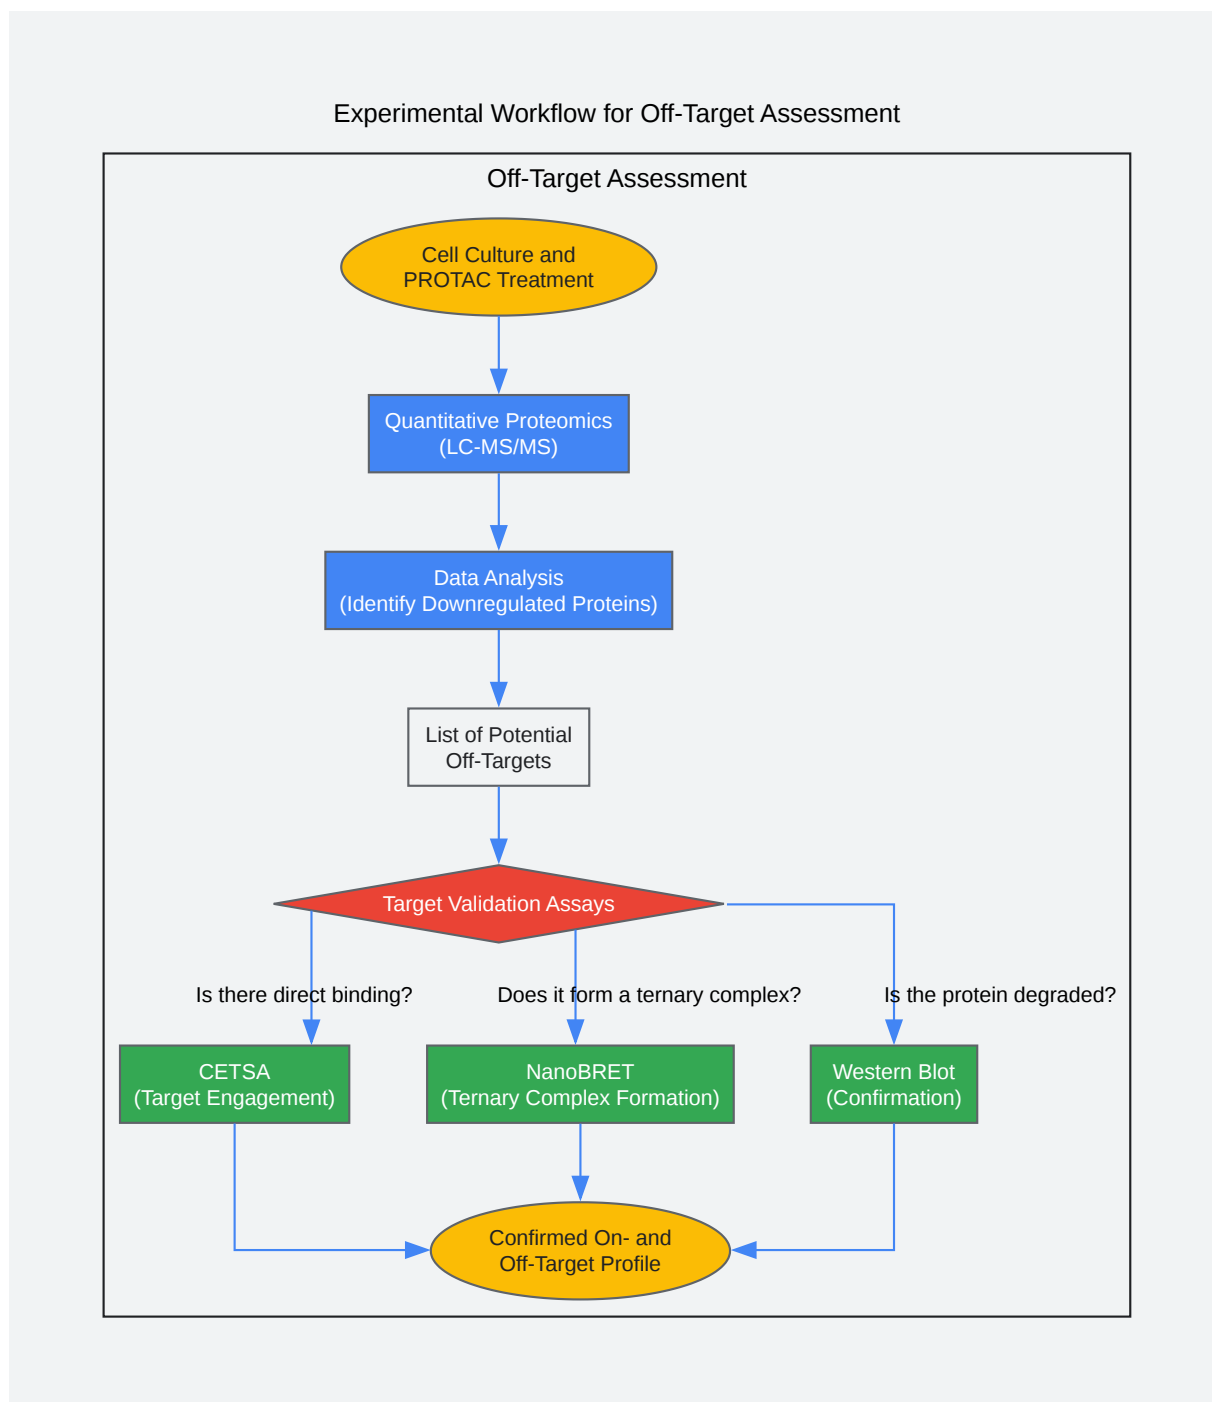 Experimental Workflow for Off-Target Assessment
Off-Target Assessment
Cell Culture and
PROTAC Treatment
Quantitative Proteomics
(LC-MS/MS)
Data Analysis
(Identify Downregulated Proteins)
List of Potential
Off-Targets
Target Validation Assays
Is there direct binding?
Does it form a ternary complex?
Is the protein degraded?
CETSA
(Target Engagement)
NanoBRET
(Ternary Complex Formation)
Western Blot
(Confirmation)
Confirmed On- and
Off-Target Profile